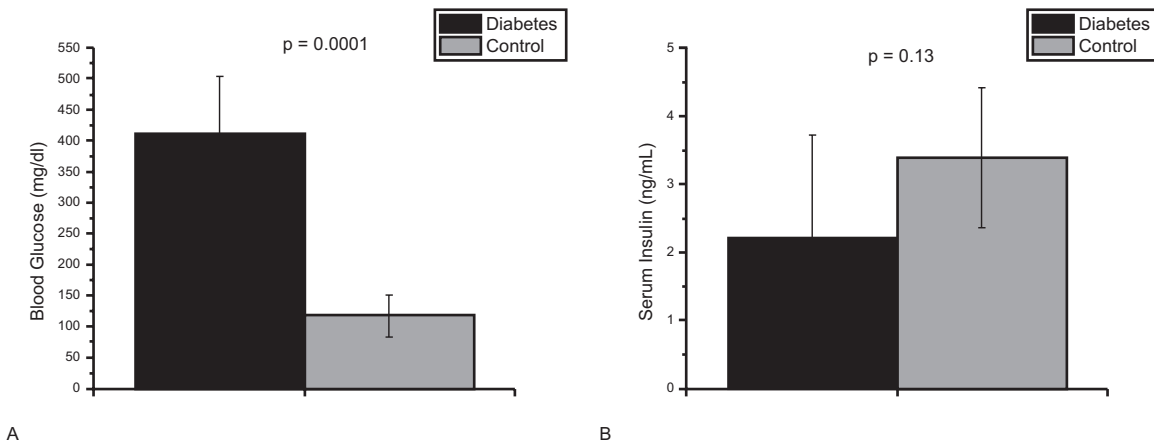 Diabetes
Control
p = 0.0001
550
500
450
400
350
300
250
200
150
100
50
0
Blood Glucose (mg/dl)
A
Diabetes
Control
p = 0.13
5
4
3
2
1
0
Serum Insulin (ng/mL)
B